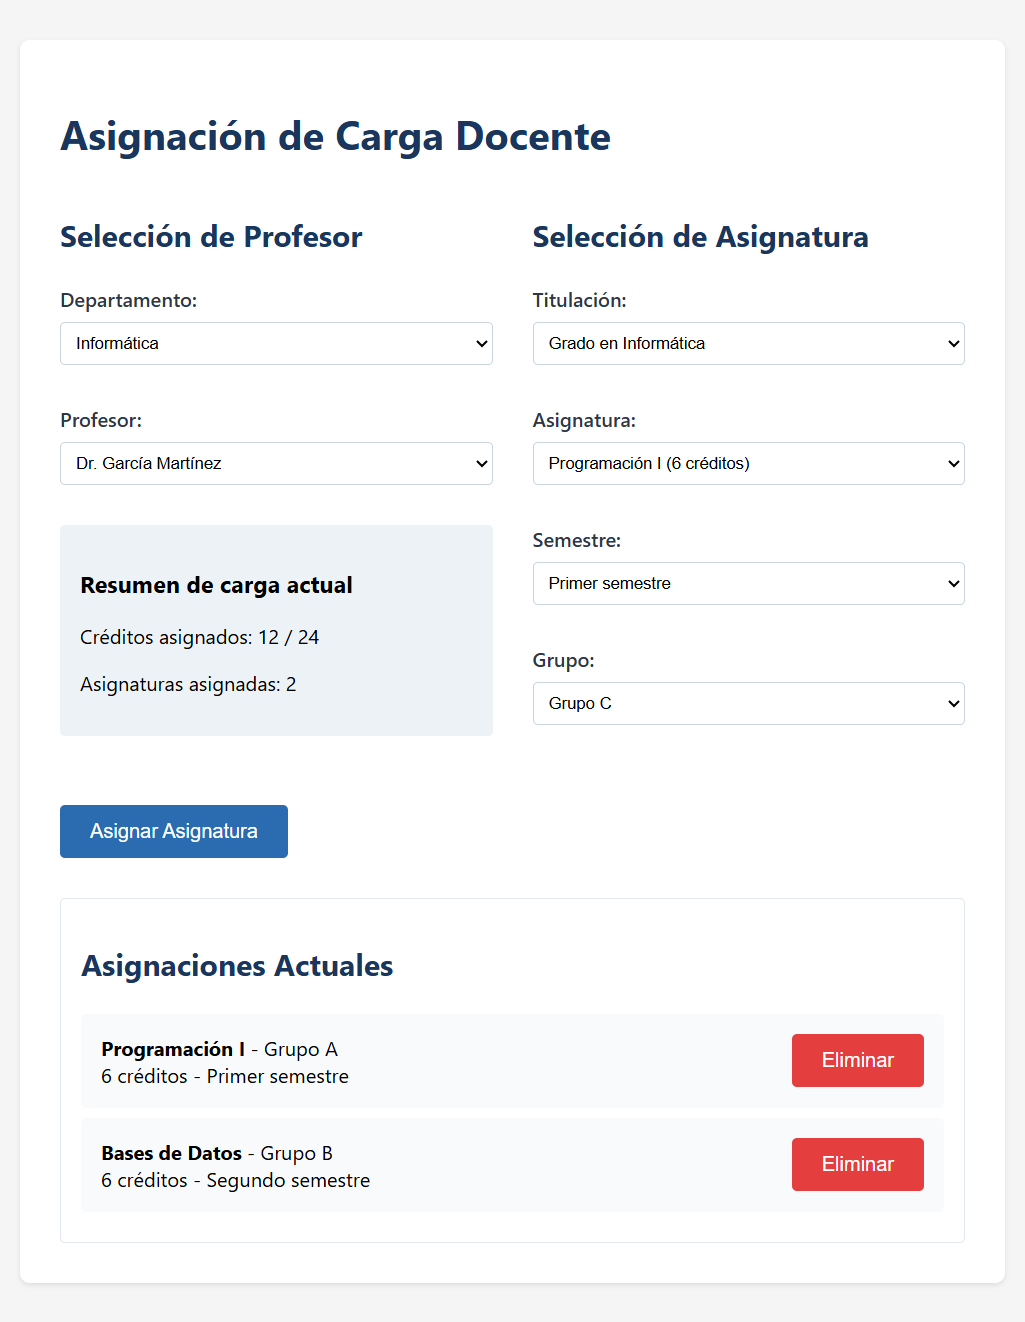 Asignación de Carga Docente
Selección de Profesor
Departamento:
Informática
Profesor:
Dr. García Martínez
Resumen de carga actual
Créditos asignados: 12 / 24
Asignaturas asignadas: 2
Selección de Asignatura
Titulación:
Grado en Informática
Asignatura:
Programación I (6 créditos)
Semestre:
Primer semestre
Grupo:
Grupo C
Asignar Asignatura
Asignaciones Actuales
Programación I - Grupo A
6 créditos - Primer semestre
Eliminar
Bases de Datos - Grupo B
6 créditos - Segundo semestre
Eliminar